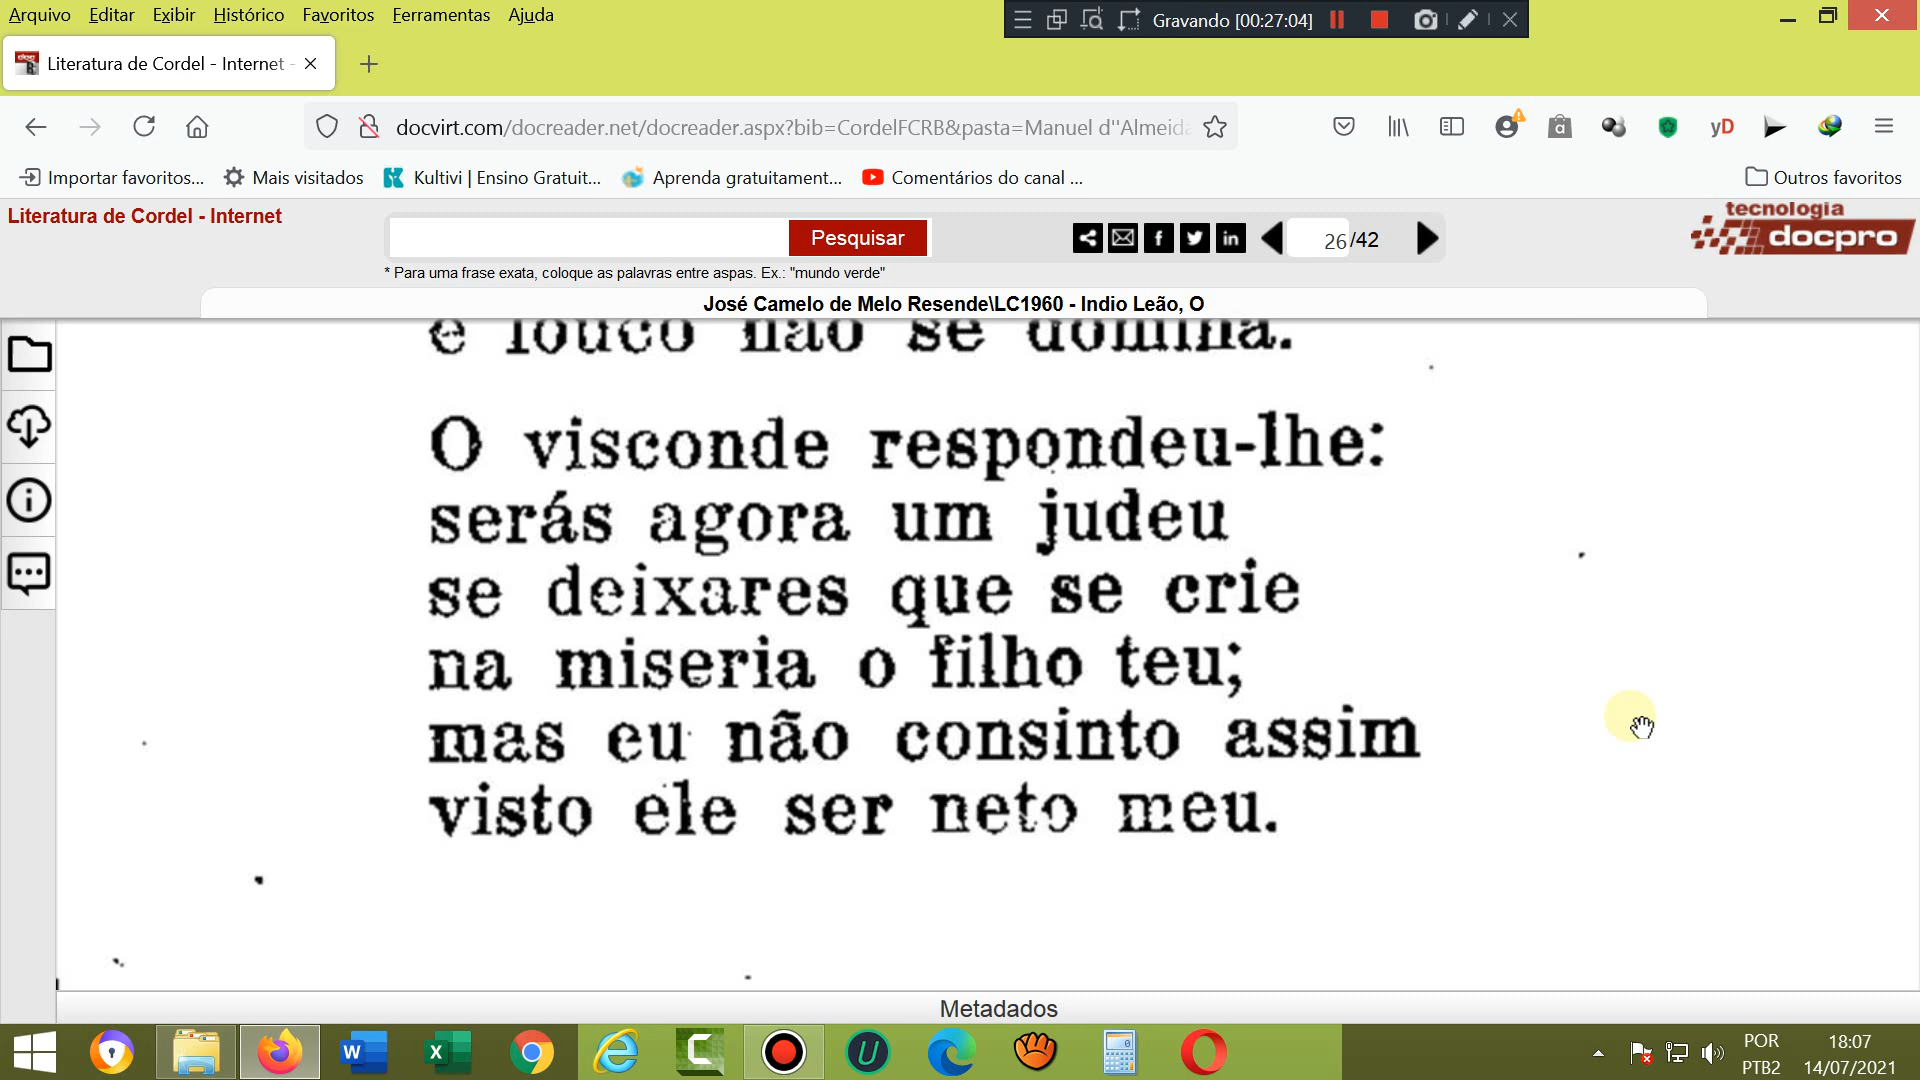 Arquivo Editar Exibir Histórico Favoritos Ferramentas Ajuda
Gravando [00:27:04]
Literatura de Cordel - Internet -
docvirt.com/docreader.net/docreader.aspx?bib=CordelFCRB&pasta=Manuel d''Almeida
Importar favoritos... Mais visitados Kultivi | Ensino Gratuit... Aprenda gratuitament... Comentários do canal ... Outros favoritos
Literatura de Cordel - Internet
Pesquisar
26 /42
tecnologia
docpro
* Para uma frase exata, coloque as palavras entre aspas. Ex.: "mundo verde"
José Camelo de Melo Resende\LC1960 - Indio Leão, O
e louco não se domina.
O visconde respondeu-lhe:
serás agora um judeu
se deixares que se crie
na miseria o filho teu;
mas eu não consinto assim
visto ele ser neto meu.
Metadados
POR 18:07
PTB2 14/07/2021